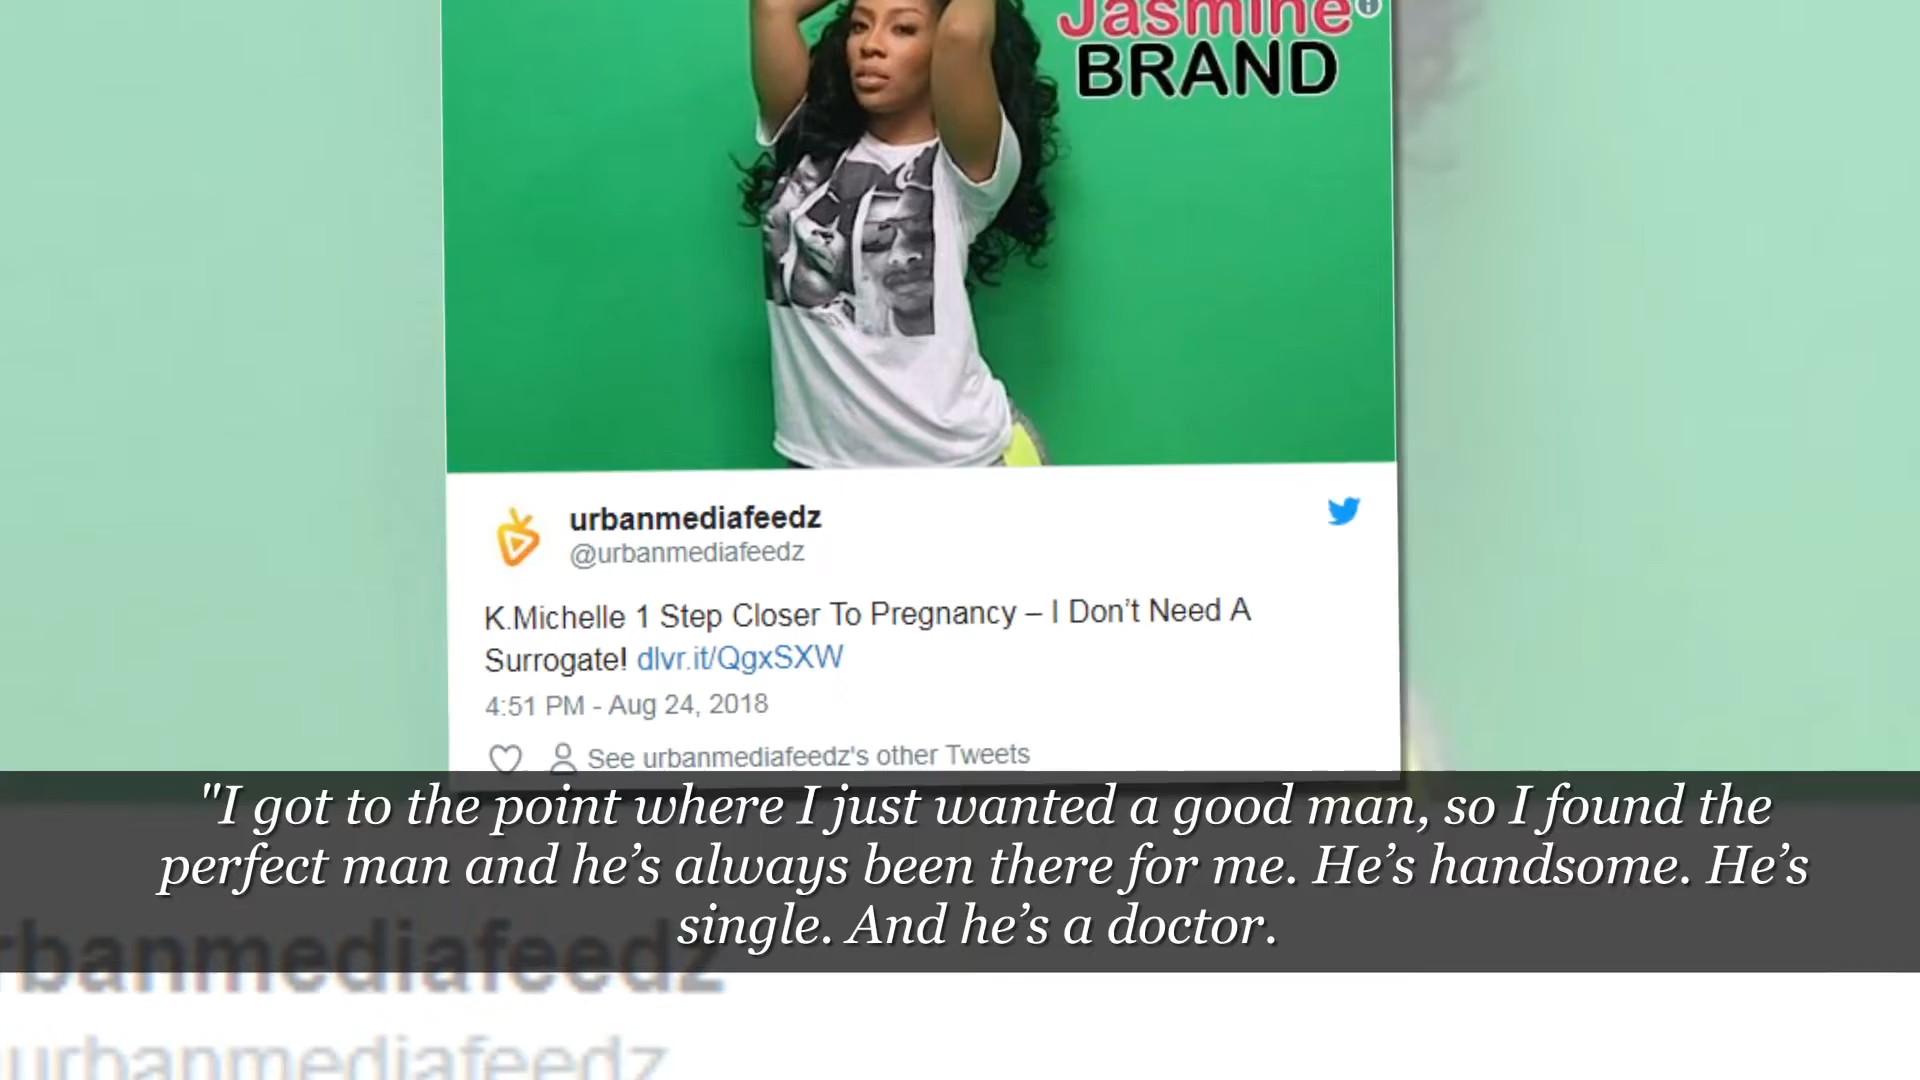 Jasmine
BRAND
urbanmediafeedz
@urbanmediafeedz
K.Michelle 1 Step Closer To Pregnancy – I Don’t Need A
Surrogate! dlvr.it/QgxSXW
4:51 PM - Aug 24, 2018
See urbanmediafeedz's other Tweets
"I got to the point where I just wanted a good man, so I found the
perfect man and he’s always been there for me. He’s handsome. He’s
single. And he’s a doctor.
rbanmediafeedz
urbanmediafeedz